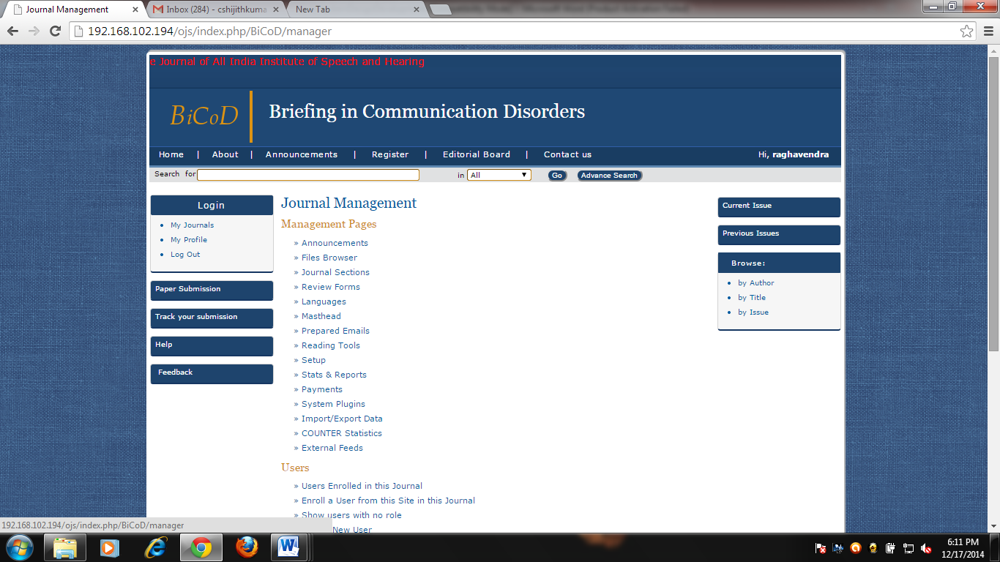 Journal Management
Inbox (284) - cshijithkuma
New Tab
192.168.102.194/ojs/index.php/BiCoD/manager
e Journal of All India Institute of Speech and Hearing
BiCoD
Briefing in Communication Disorders
Home | About | Announcements | Register | Editorial Board | Contact us
Hi, raghavendra
Search for in All Go Advance Search
Login
My Journals
My Profile
Log Out
Paper Submission
Track your submission
Help
Feedback
Journal Management
Management Pages
» Announcements
» Files Browser
» Journal Sections
» Review Forms
» Languages
» Masthead
» Prepared Emails
» Reading Tools
» Setup
» Stats & Reports
» Payments
» System Plugins
» Import/Export Data
» COUNTER Statistics
» External Feeds
Users
» Users Enrolled in this Journal
» Enroll a User from this Site in this Journal
» Show users with no role
New User
Current Issue
Previous Issues
Browse:
by Author
by Title
by Issue
192.168.102.194/ojs/index.php/BiCoD/manager
6:11 PM
12/17/2014